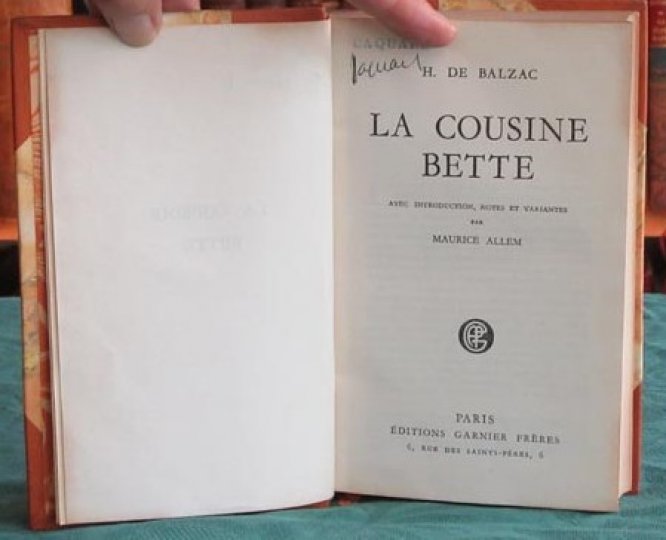 H. DE BALZAC
LA COUSINE
BETTE
AVEC INTRODUCTION, NOTES ET VARIANTES
PAR
MAURICE ALLEM
PARIS
ÉDITIONS GARNIER FRÈRES
6, RUE DES SAINTS-PÈRES, 6